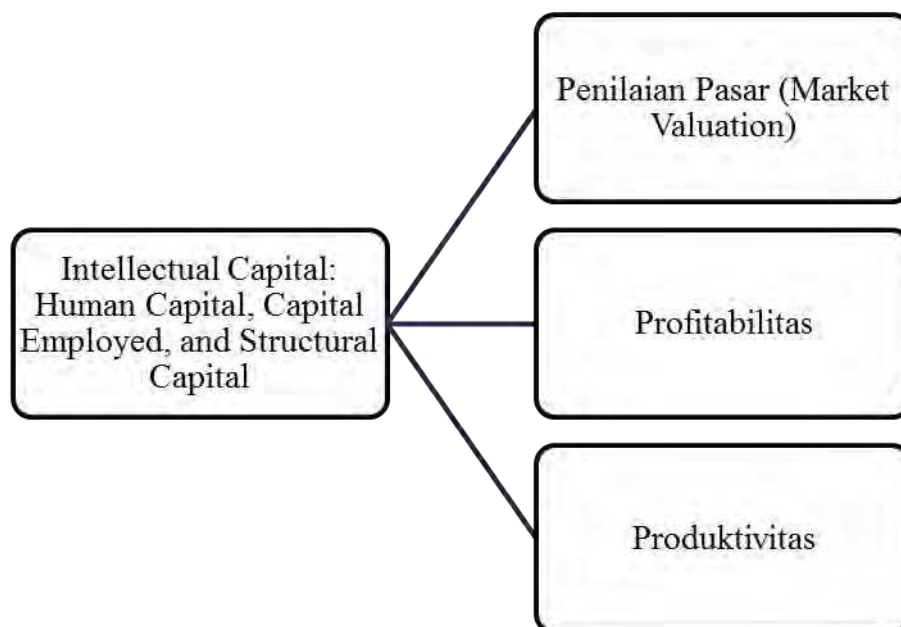 Penilaian Pasar (Market
Valuation)
Intellectual Capital:
Human Capital, Capital
Employed, and Structural
Capital
Profitabilitas
Produktivitas